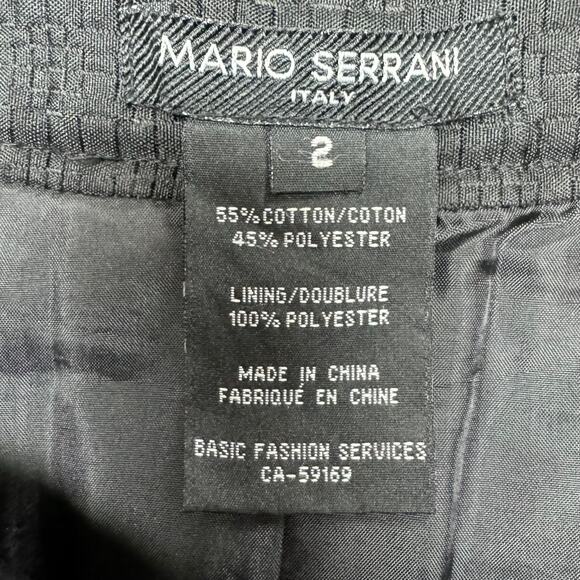 MARIO SERRANI
ITALY
2
55% COTTON/COTON
45% POLYESTER
LINING/DOUBLURE
100% POLYESTER
MADE IN CHINA
FABRIQUÉ EN CHINE
BASIC FASHION SERVICES
CA-59169